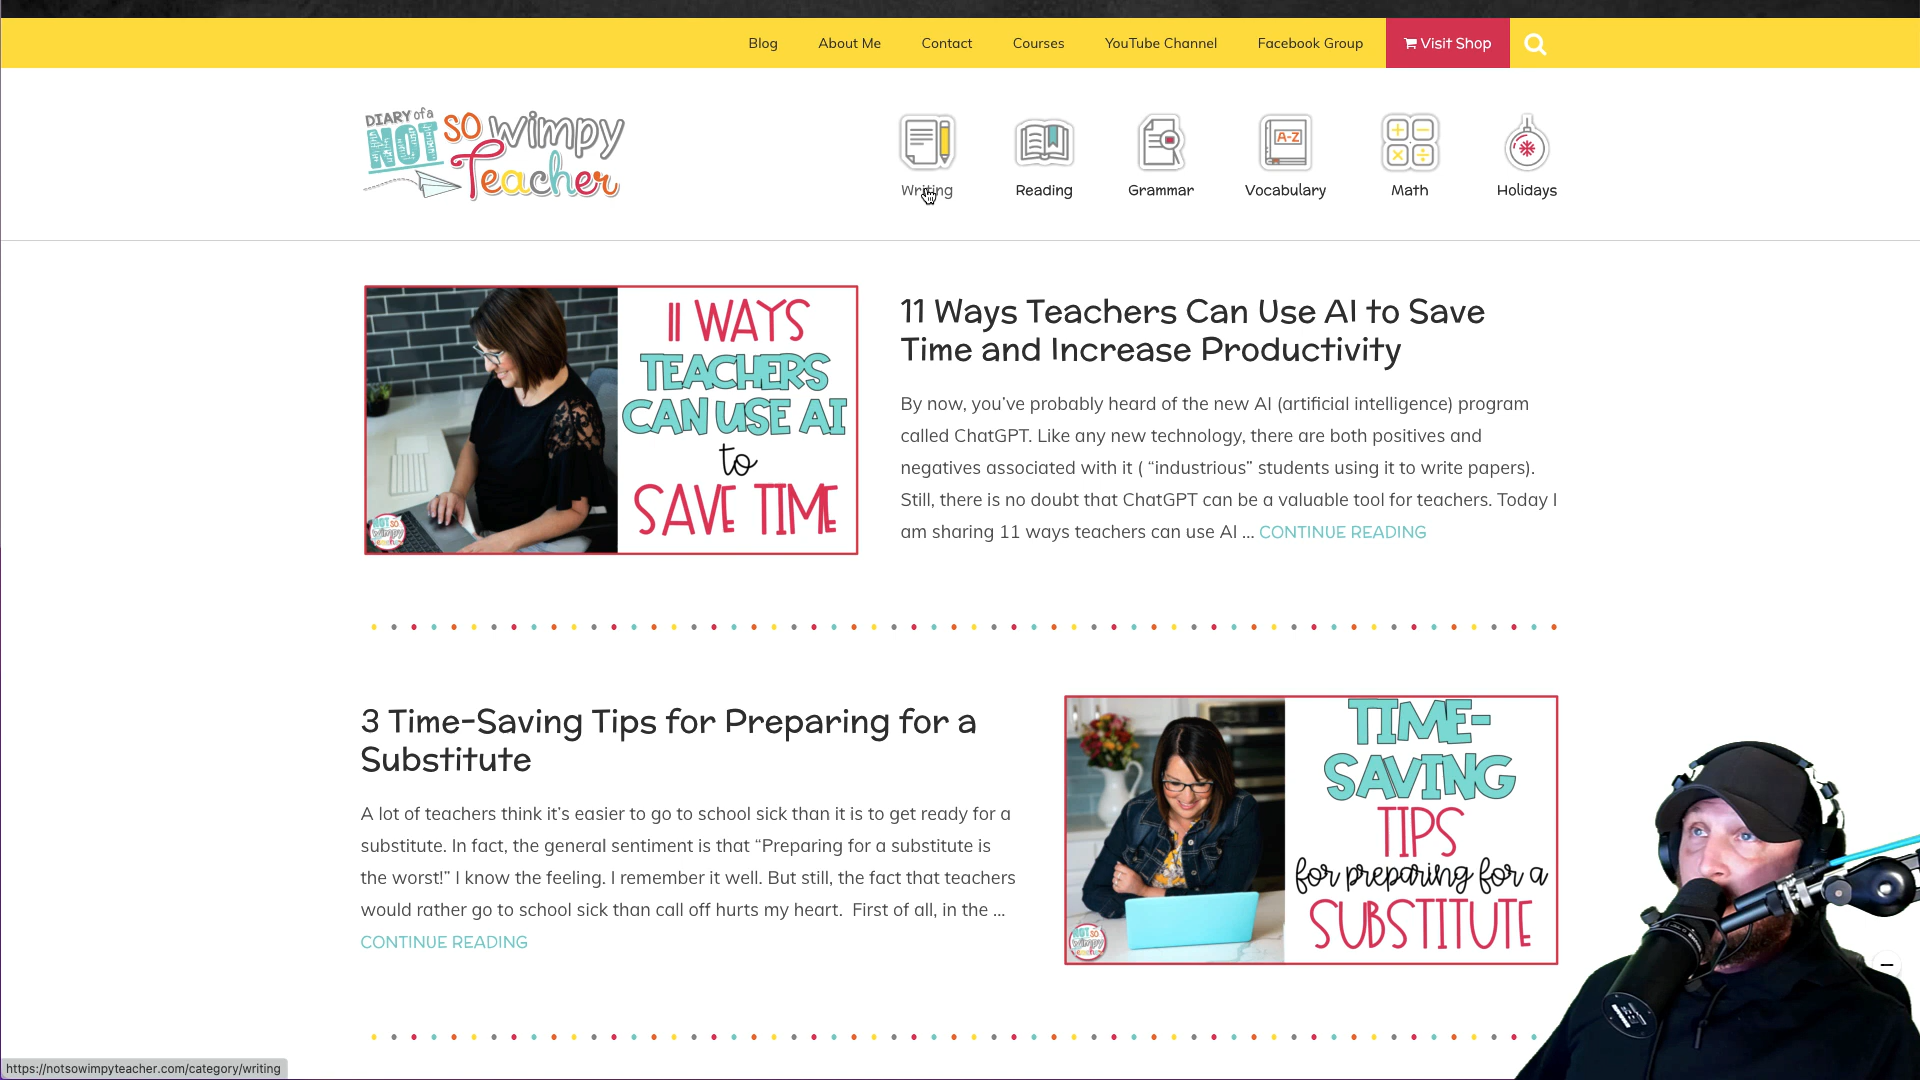 Blog About Me Contact Courses YouTube Channel Facebook Group Visit Shop
DIARY of a
NOT SO Wimpy
Teacher
Writing Reading Grammar Vocabulary Math Holidays
A-Z
11 WAYS
TEACHERS
CAN USE AI
to
SAVE TIME
NOT SO
Wimpy
Teacher
11 Ways Teachers Can Use AI to Save
Time and Increase Productivity
By now, you’ve probably heard of the new AI (artificial intelligence) program
called ChatGPT. Like any new technology, there are both positives and
negatives associated with it ( “industrious” students using it to write papers).
Still, there is no doubt that ChatGPT can be a valuable tool for teachers. Today I
am sharing 11 ways teachers can use AI ... CONTINUE READING
3 Time-Saving Tips for Preparing for a
Substitute
A lot of teachers think it’s easier to go to school sick than it is to get ready for a
substitute. In fact, the general sentiment is that “Preparing for a substitute is
the worst!” I know the feeling. I remember it well. But still, the fact that teachers
would rather go to school sick than call off hurts my heart.  First of all, in the ...
CONTINUE READING
TIME-
SAVING
TIPS
for preparing for a
SUBSTITUTE
NOT SO
Wimpy
Teacher
https://notsowimpyteacher.com/category/writing